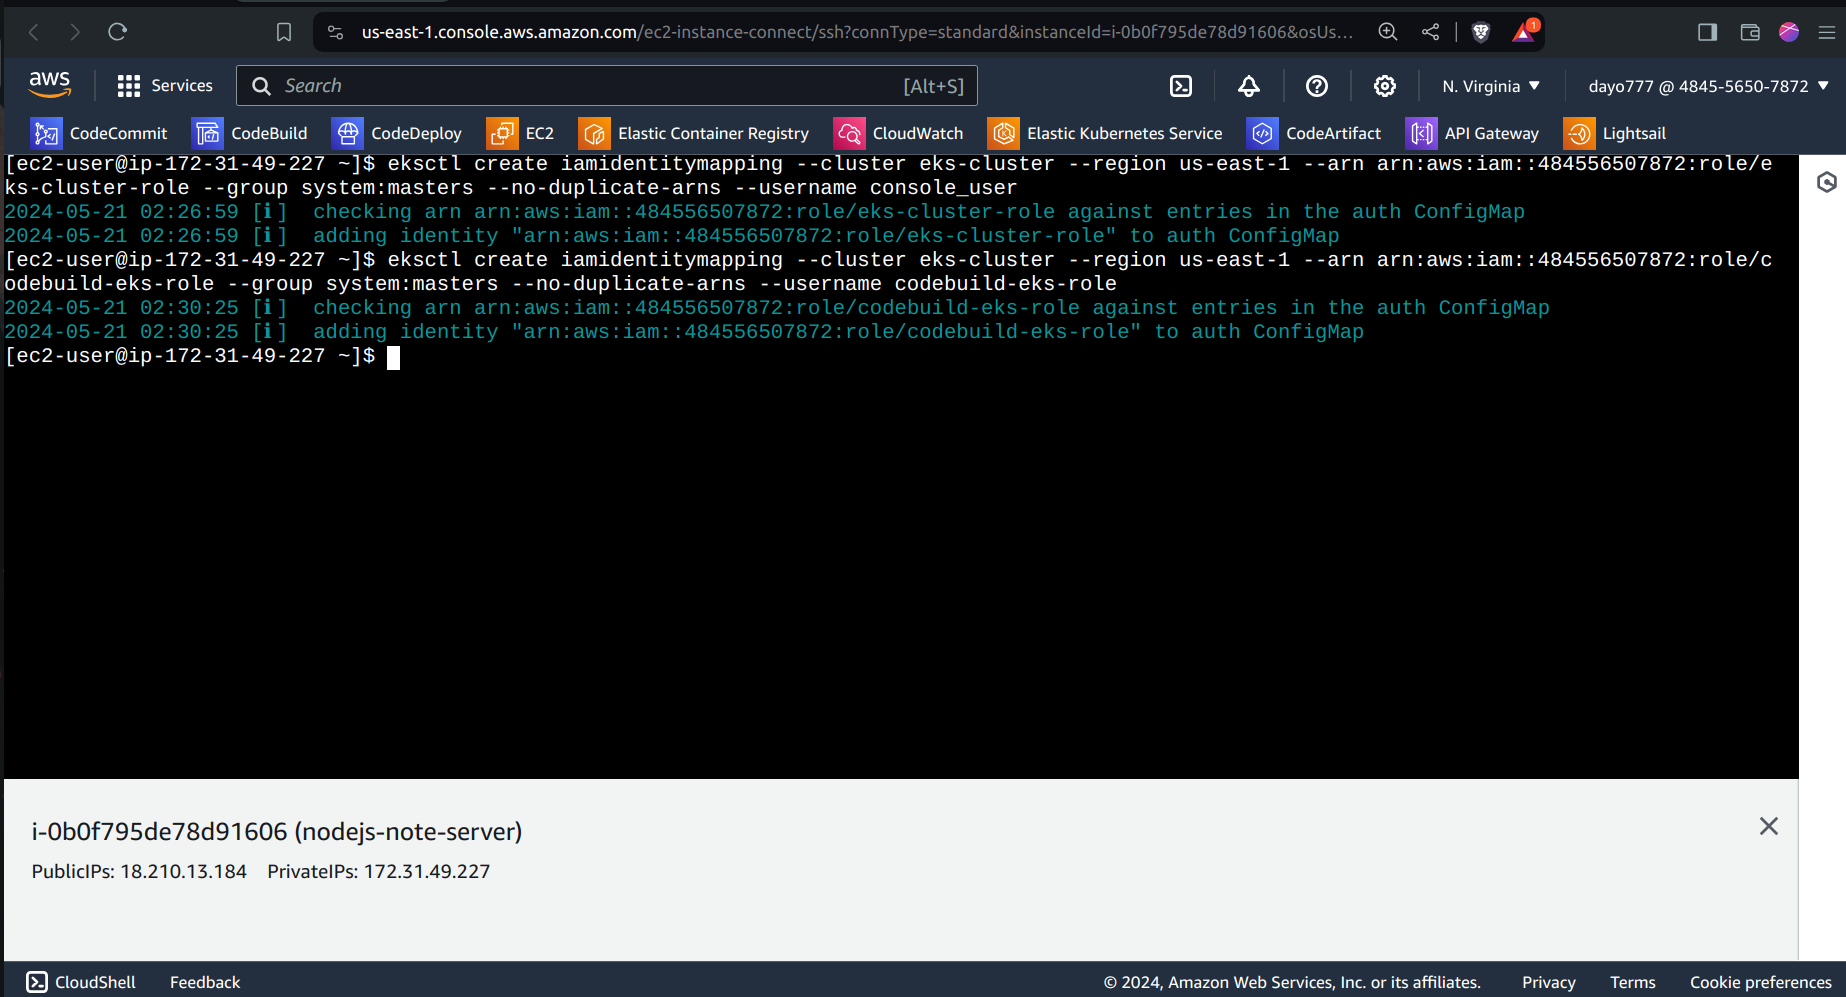 us-east-1.console.aws.amazon.com/ec2-instance-connect/ssh?connType=standard&instanceId=i-0b0f795de78d91606&osUs...
1
aws
Services
Search
[Alt+S]
N. Virginia
dayo777 @ 4845-5650-7872
CodeCommit
CodeBuild
CodeDeploy
EC2
Elastic Container Registry
CloudWatch
Elastic Kubernetes Service
CodeArtifact
API Gateway
Lightsail
[ec2-user@ip-172-31-49-227 ~]$ eksctl create iamidentitymapping --cluster eks-cluster --region us-east-1 --arn arn:aws:iam::484556507872:role/e
ks-cluster-role --group system:masters --no-duplicate-arns --username console_user
2024-05-21 02:26:59 [ℹ]  checking arn arn:aws:iam::484556507872:role/eks-cluster-role against entries in the auth ConfigMap
2024-05-21 02:26:59 [ℹ]  adding identity "arn:aws:iam::484556507872:role/eks-cluster-role" to auth ConfigMap
[ec2-user@ip-172-31-49-227 ~]$ eksctl create iamidentitymapping --cluster eks-cluster --region us-east-1 --arn arn:aws:iam::484556507872:role/c
odebuild-eks-role --group system:masters --no-duplicate-arns --username codebuild-eks-role
2024-05-21 02:30:25 [ℹ]  checking arn arn:aws:iam::484556507872:role/codebuild-eks-role against entries in the auth ConfigMap
2024-05-21 02:30:25 [ℹ]  adding identity "arn:aws:iam::484556507872:role/codebuild-eks-role" to auth ConfigMap
[ec2-user@ip-172-31-49-227 ~]$
i-0b0f795de78d91606 (nodejs-note-server)
PublicIPs: 18.210.13.184    PrivateIPs: 172.31.49.227
CloudShell
Feedback
© 2024, Amazon Web Services, Inc. or its affiliates.
Privacy
Terms
Cookie preferences